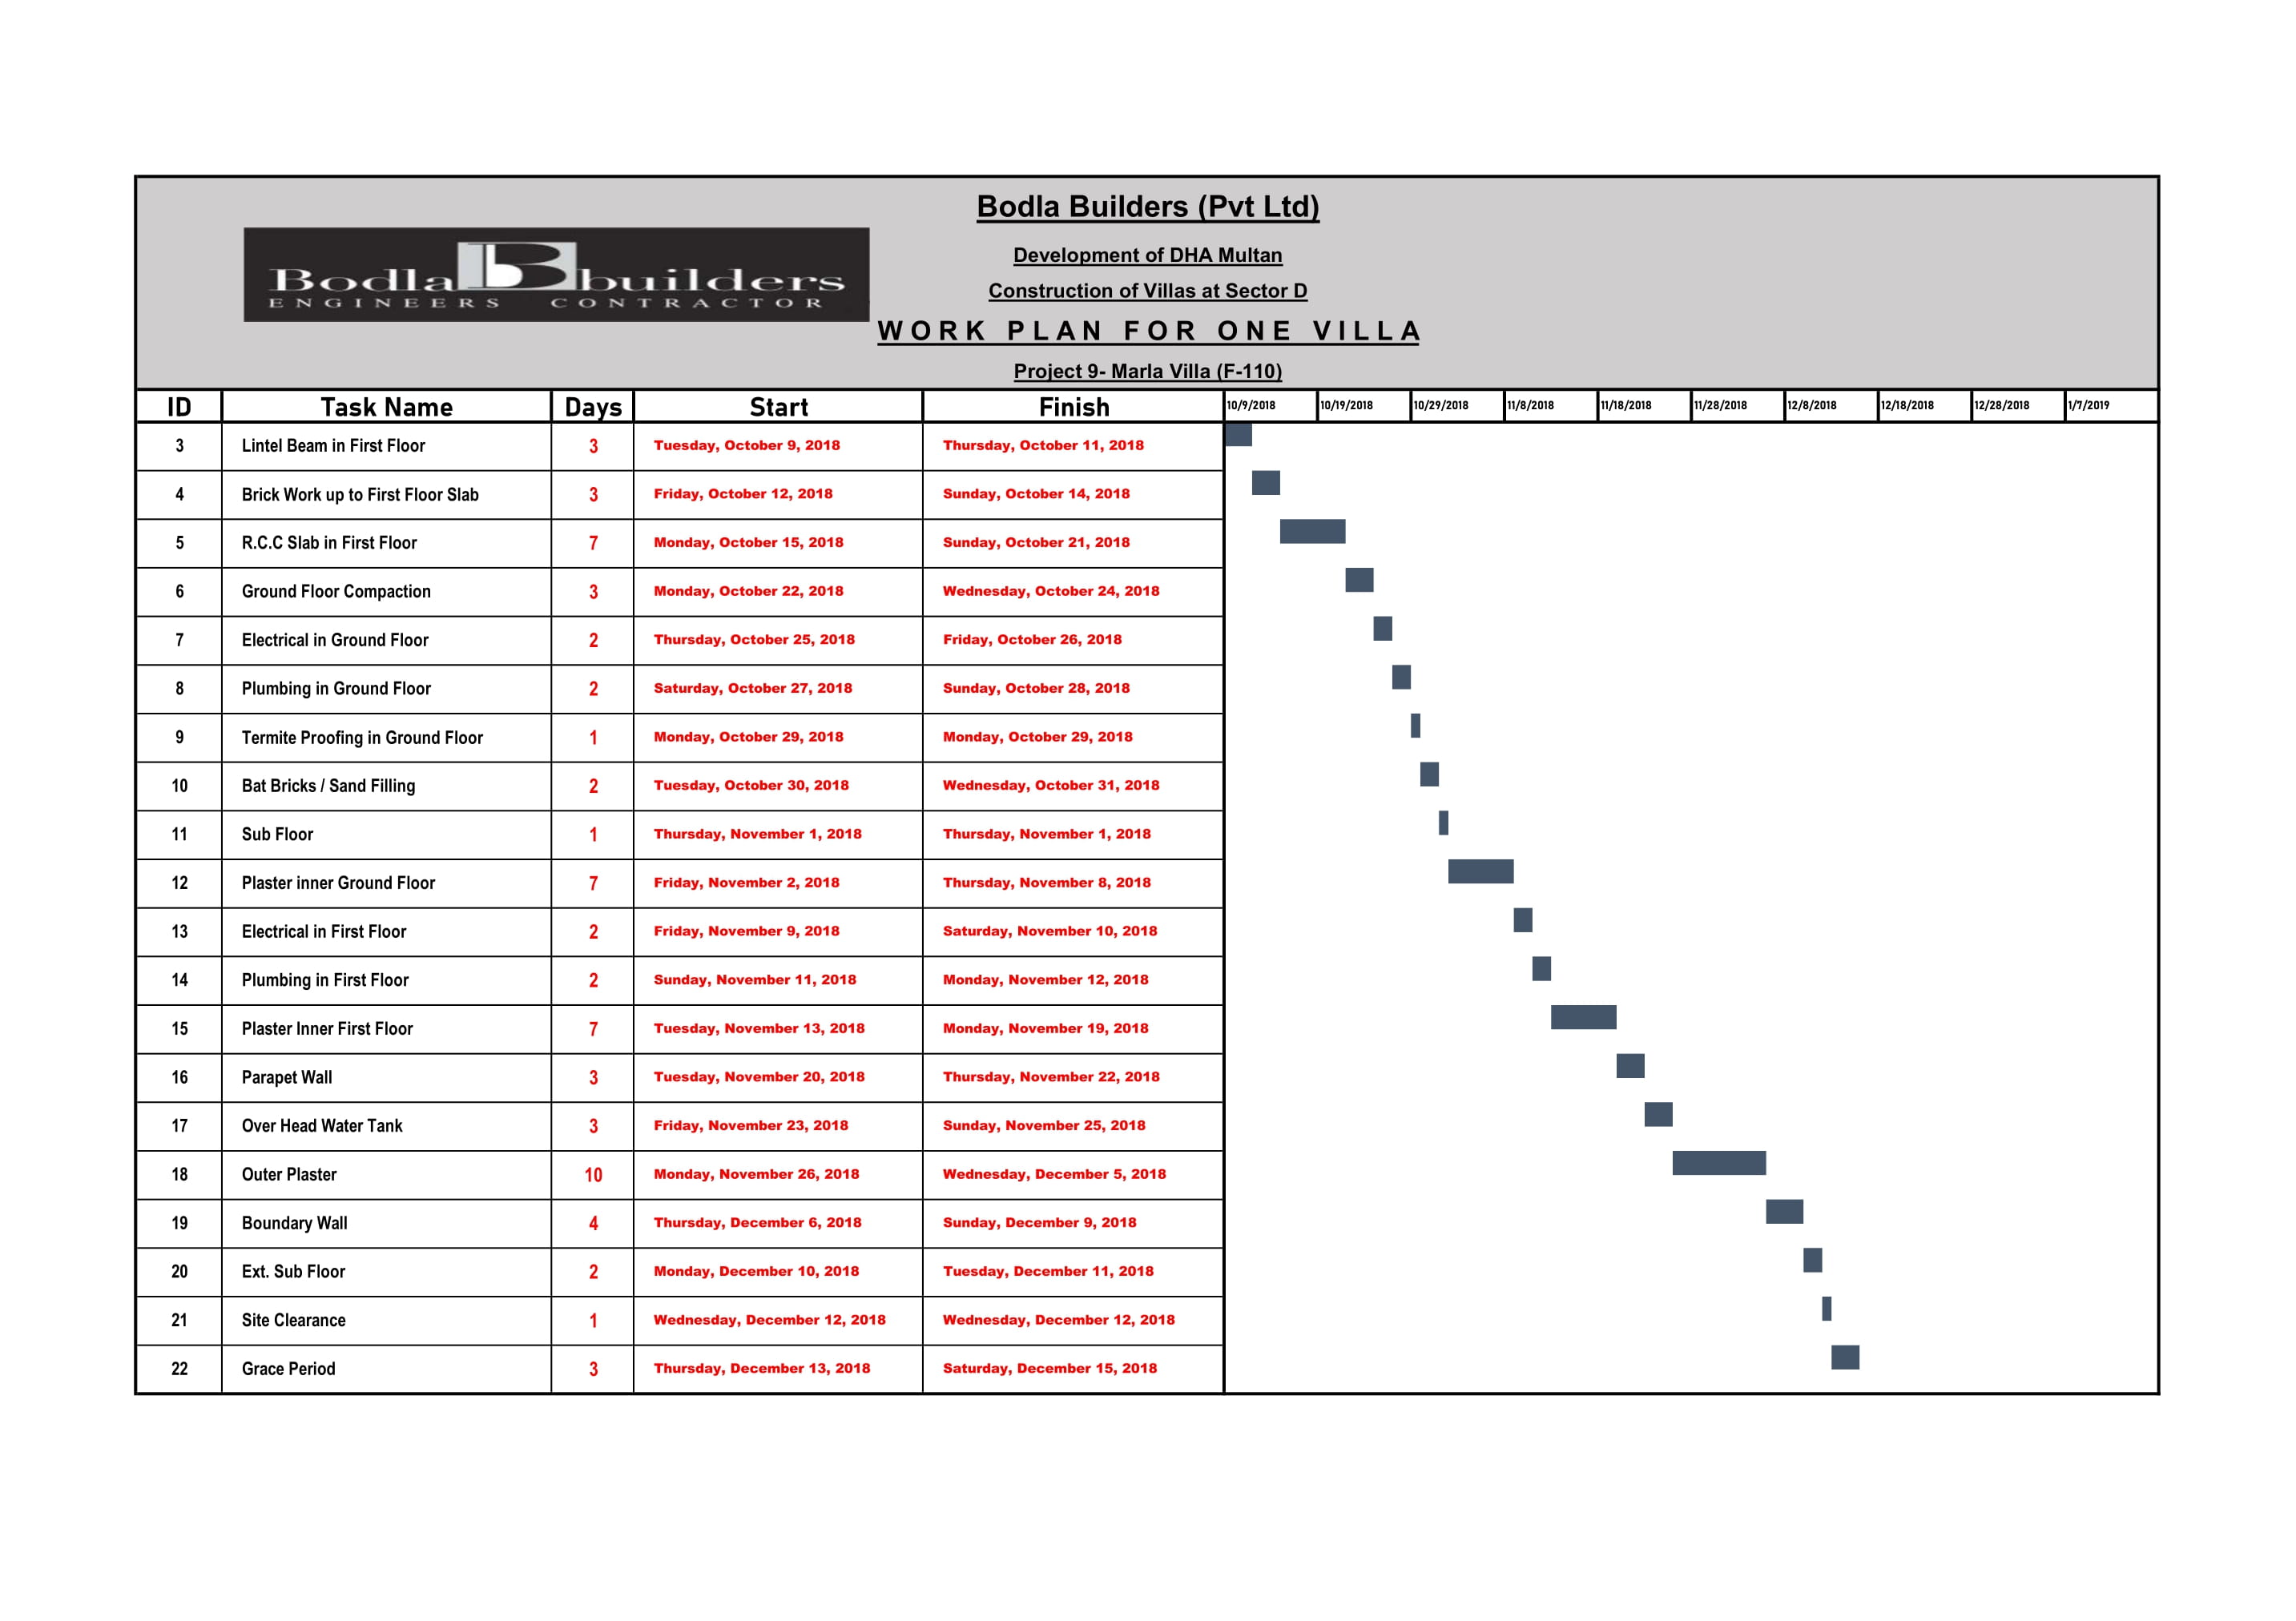 Bodla Builders (Pvt Ltd)
Bodla B builders
ENGINEERS CONTRACTOR
Development of DHA Multan
Construction of Villas at Sector D
WORK PLAN FOR ONE VILLA
Project 9- Marla Villa (F-110)
ID Task Name Days Start Finish 10/9/2018 10/19/2018 10/29/2018 11/8/2018 11/18/2018 11/28/2018 12/8/2018 12/18/2018 12/28/2018 1/7/2019
3 Lintel Beam in First Floor 3 Tuesday, October 9, 2018 Thursday, October 11, 2018
4 Brick Work up to First Floor Slab 3 Friday, October 12, 2018 Sunday, October 14, 2018
5 R.C.C Slab in First Floor 7 Monday, October 15, 2018 Sunday, October 21, 2018
6 Ground Floor Compaction 3 Monday, October 22, 2018 Wednesday, October 24, 2018
7 Electrical in Ground Floor 2 Thursday, October 25, 2018 Friday, October 26, 2018
8 Plumbing in Ground Floor 2 Saturday, October 27, 2018 Sunday, October 28, 2018
9 Termite Proofing in Ground Floor 1 Monday, October 29, 2018 Monday, October 29, 2018
10 Bat Bricks / Sand Filling 2 Tuesday, October 30, 2018 Wednesday, October 31, 2018
11 Sub Floor 1 Thursday, November 1, 2018 Thursday, November 1, 2018
12 Plaster inner Ground Floor 7 Friday, November 2, 2018 Thursday, November 8, 2018
13 Electrical in First Floor 2 Friday, November 9, 2018 Saturday, November 10, 2018
14 Plumbing in First Floor 2 Sunday, November 11, 2018 Monday, November 12, 2018
15 Plaster Inner First Floor 7 Tuesday, November 13, 2018 Monday, November 19, 2018
16 Parapet Wall 3 Tuesday, November 20, 2018 Thursday, November 22, 2018
17 Over Head Water Tank 3 Friday, November 23, 2018 Sunday, November 25, 2018
18 Outer Plaster 10 Monday, November 26, 2018 Wednesday, December 5, 2018
19 Boundary Wall 4 Thursday, December 6, 2018 Sunday, December 9, 2018
20 Ext. Sub Floor 2 Monday, December 10, 2018 Tuesday, December 11, 2018
21 Site Clearance 1 Wednesday, December 12, 2018 Wednesday, December 12, 2018
22 Grace Period 3 Thursday, December 13, 2018 Saturday, December 15, 2018